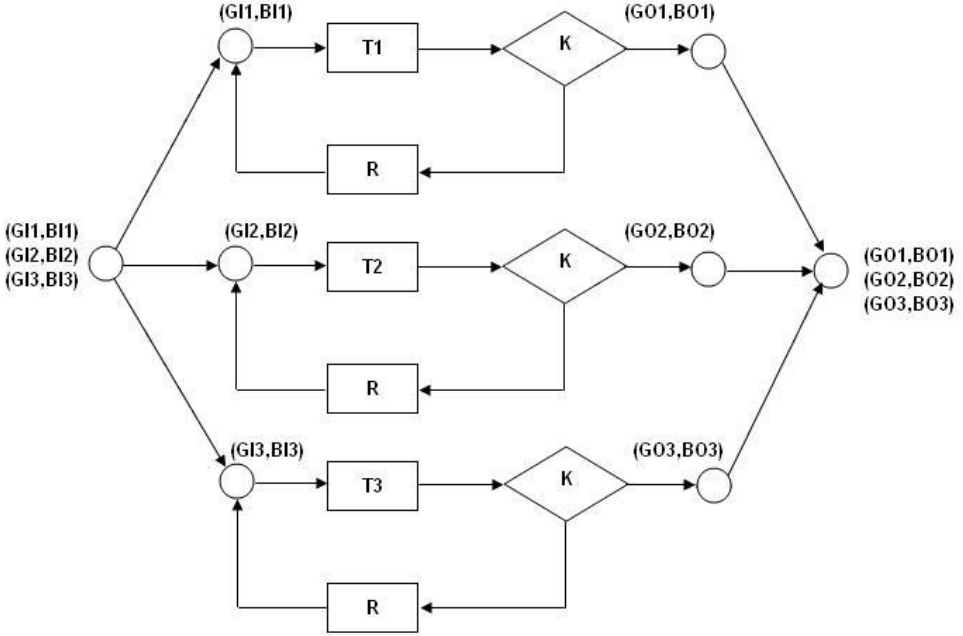 (GI1,BI1)
(GO1,BO1)
T1
K
R
(GI1,BI1)
(GI2,BI2)
(GI3,BI3)
(GI2,BI2)
(GO2,BO2)
T2
K
(GO1,BO1)
(GO2,BO2)
(GO3,BO3)
R
(GI3,BI3)
(GO3,BO3)
T3
K
R